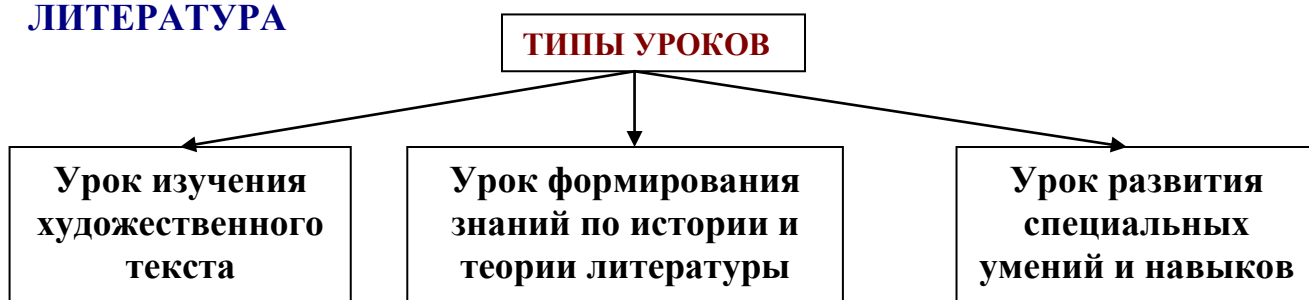 ЛИТЕРАТУРА
ТИПЫ УРОКОВ
Урок изучения
художественного
текста
Урок формирования
знаний по истории и
теории литературы
Урок развития
специальных
умений и навыков